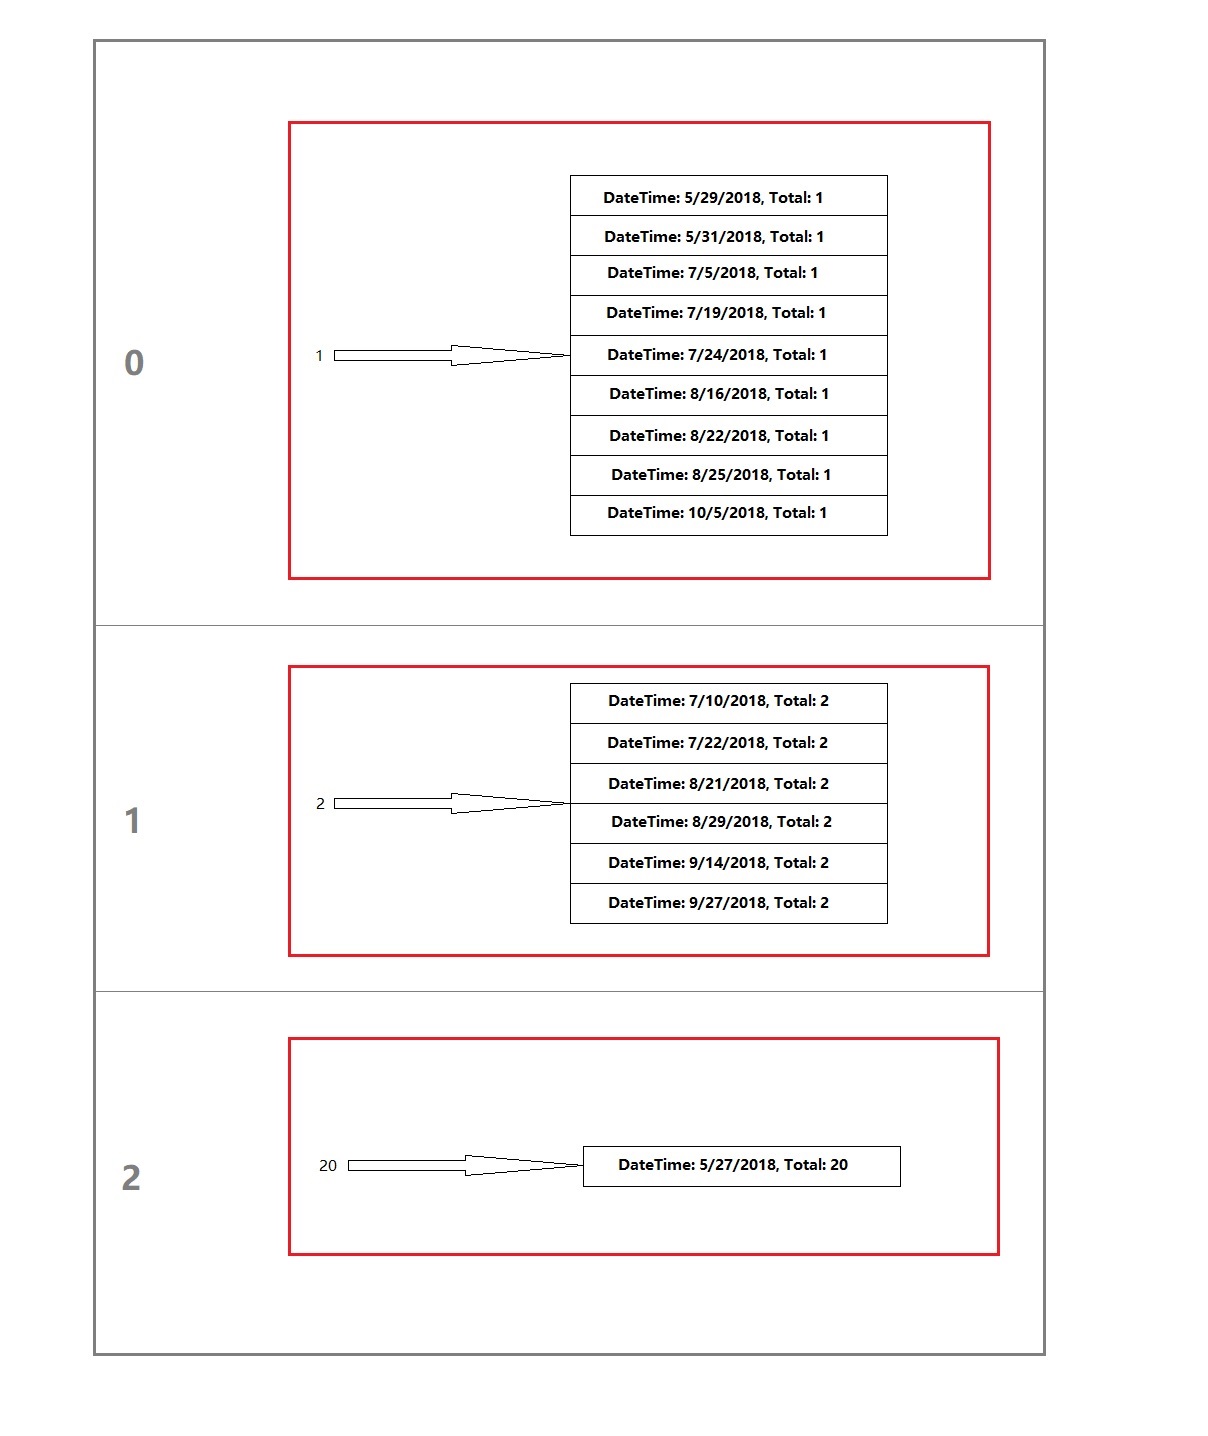 0
1
DateTime: 5/29/2018, Total: 1
DateTime: 5/31/2018, Total: 1
DateTime: 7/5/2018, Total: 1
DateTime: 7/19/2018, Total: 1
DateTime: 7/24/2018, Total: 1
DateTime: 8/16/2018, Total: 1
DateTime: 8/22/2018, Total: 1
DateTime: 8/25/2018, Total: 1
DateTime: 10/5/2018, Total: 1
1
2
DateTime: 7/10/2018, Total: 2
DateTime: 7/22/2018, Total: 2
DateTime: 8/21/2018, Total: 2
DateTime: 8/29/2018, Total: 2
DateTime: 9/14/2018, Total: 2
DateTime: 9/27/2018, Total: 2
2
20
DateTime: 5/27/2018, Total: 20